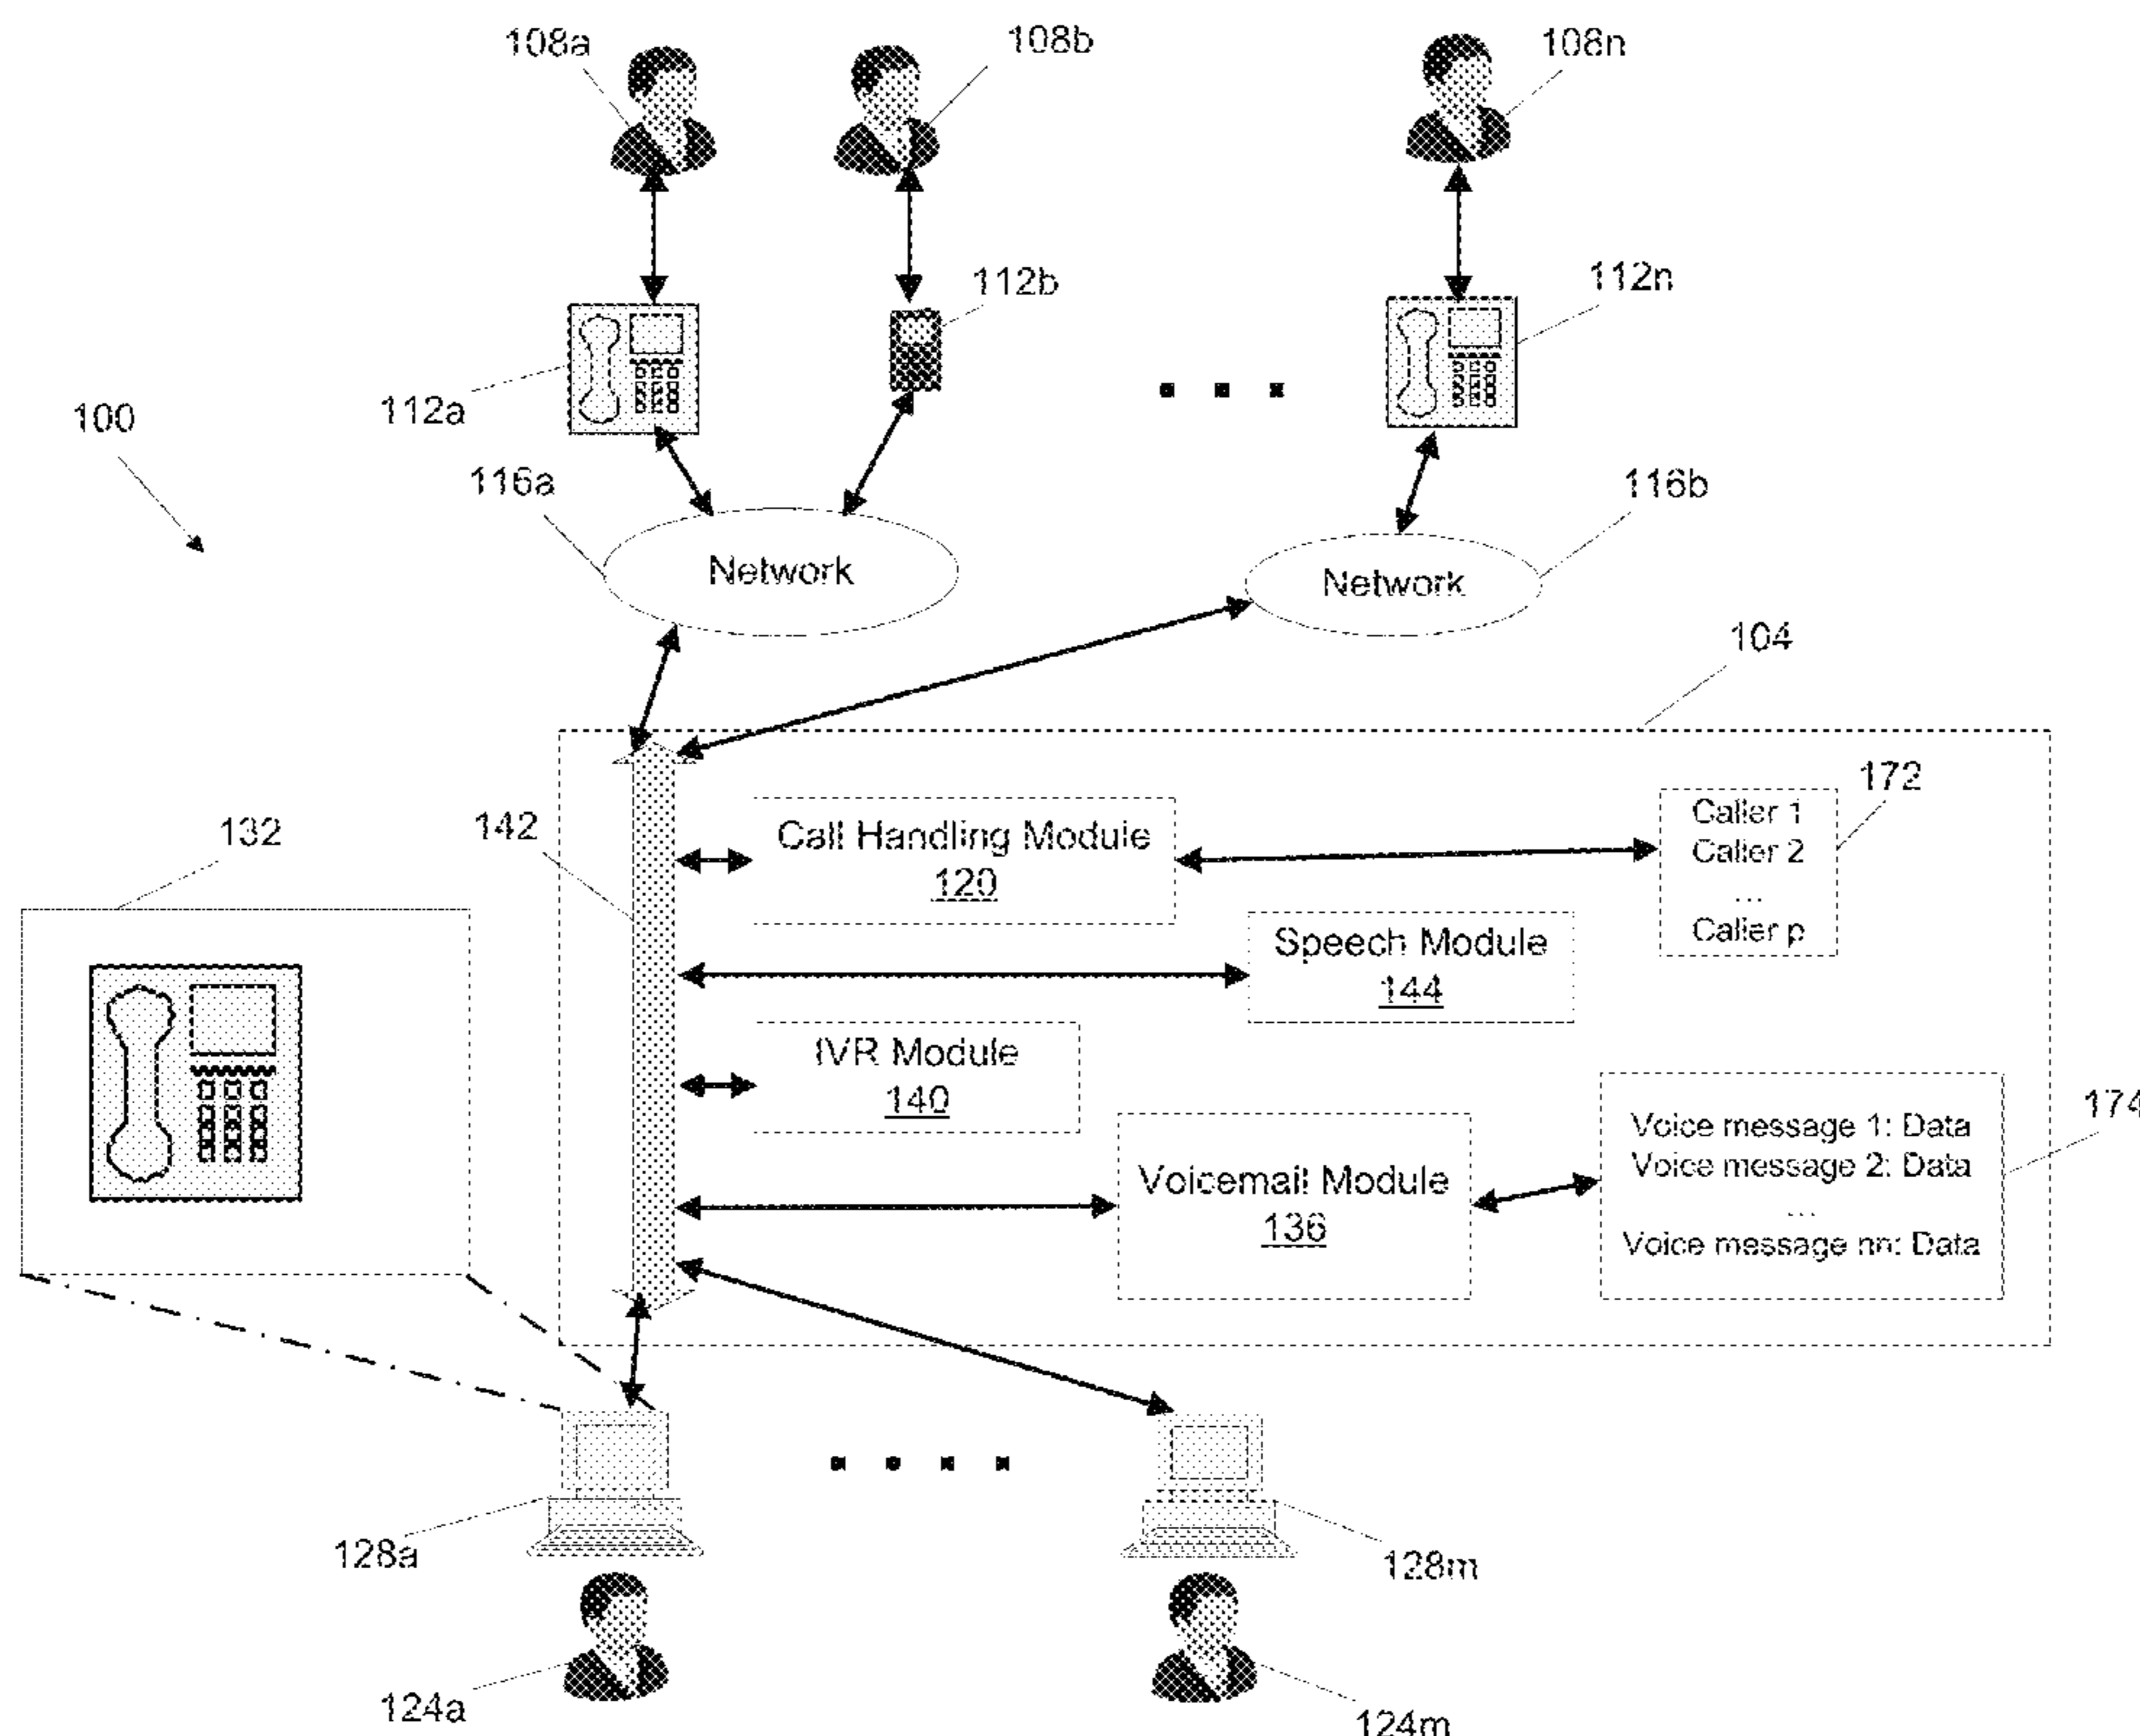 108a
108b
108n
112b
112n
112a
100
116a
116b
Network
Network
104
172
132
142
Call Handling Module
120
Caller 1
Caller 2
...
Caller p
Speech Module
144
IVR Module
140
174
Voice message 1: Data
Voice message 2: Data
...
Voice message nn: Data
Voicemail Module
136
128a
128m
124a
124m